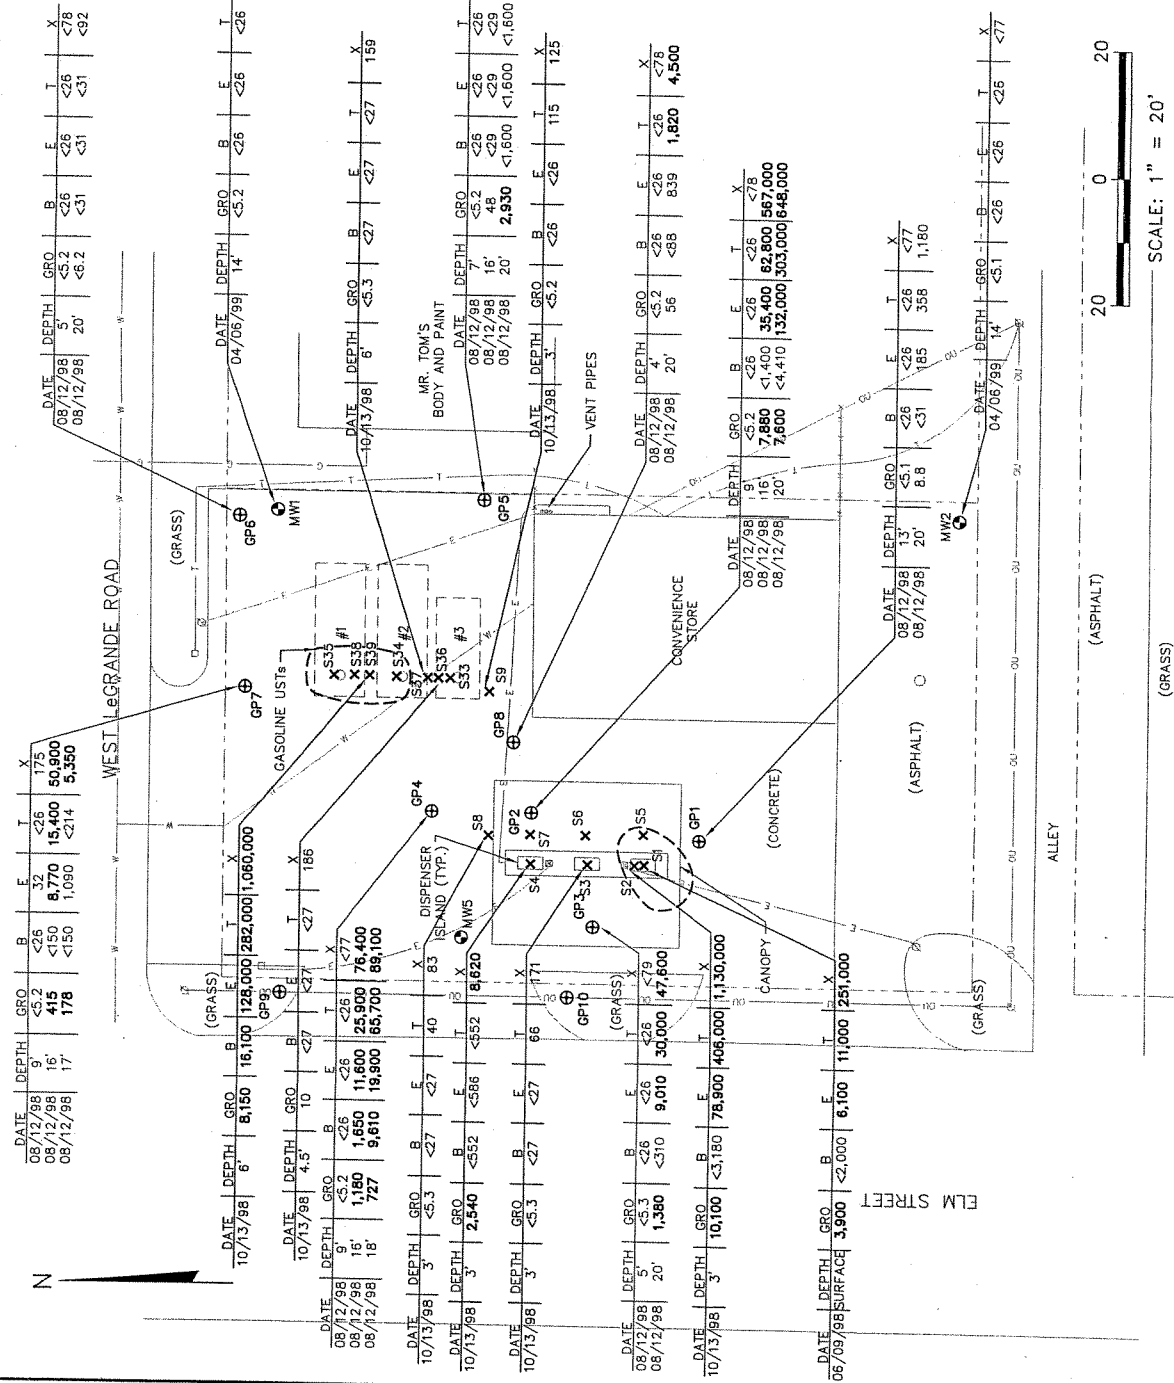 DATE DEPTH GRO B E T X
08/12/98 9' <5.2 <26 32 <26 175
08/12/98 16' 415 <150 8,770 15,400 50,900
08/12/98 17' 178 <150 1,090 <214 5,350
DATE DEPTH GRO B E T X
08/12/98 5' <5.2 <26 <26 <26 <78
08/12/98 20' <6.2 <31 <31 <31 <92
DATE DEPTH GRO B E T
04/06/99 14' <5.2 <26 <26 <26
DATE DEPTH GRO B E T X
10/13/98 6' <5.3 <27 <27 <27 159
DATE DEPTH GRO B E T
08/12/98 7' <5.2 <26 <26 <26
08/12/98 16' 48 <29 <29 <29
08/12/98 20' 2,930 <1,600 <1,600 <1,600
DATE DEPTH GRO B E T X
10/13/98 3' <5.2 <26 <26 115 125
DATE DEPTH GRO B E T X
08/12/98 4' <5.2 <26 <26 <26 <78
08/12/98 20' 56 <88 839 1,820 4,500
DATE DEPTH GRO B E T X
08/12/98 9' <5.2 <26 <26 <26 <78
08/12/98 16' 7,880 <1,400 35,400 62,800 567,000
08/12/98 20' 7,600 <4,410 132,000 303,000 648,000
DATE DEPTH GRO B E T X
08/12/98 13' <5.1 <26 <26 <26 <77
08/12/98 20' 8.8 <31 185 358 1,180
DATE DEPTH GRO B E T X
04/06/99 14' <5.1 <26 <26 <26 <77
DATE DEPTH GRO B E T X
10/13/98 6' 8,150 16,100 128,000 282,000 1,060,000
DATE DEPTH GRO B E T X
10/13/98 4.5' 10 <27 <27 <27 186
DATE DEPTH GRO B E T X
08/12/98 9' <5.2 <26 <26 <26 <77
08/12/98 16' 1,180 1,650 11,600 25,900 76,400
08/12/98 18' 727 9,610 19,900 65,700 89,100
DATE DEPTH GRO B E T X
10/13/98 3' <5.3 <27 <27 40 83
DATE DEPTH GRO B E T X
10/13/98 3' 2,540 <552 <586 <552 8,620
DATE DEPTH GRO B E T X
10/13/98 3' <5.3 <27 <27 66 <71
DATE DEPTH GRO B E T X
08/12/98 5' <5.3 <26 <26 <26 <79
08/12/98 20' 1,380 <310 9,010 30,000 47,600
DATE DEPTH GRO B E T X
10/13/98 3' 10,100 <3,180 78,900 406,000 1,130,000
DATE DEPTH GRO B E T X
06/09/98 SURFACE 3,900 <2,000 6,100 11,000 251,000
N
WEST LeGRANDE ROAD
(GRASS)
GP6
MW1
GP7
GASOLINE USTs
S35
#1
S38
S39
S34
#2
S37
S36
#3
S33
S9
MR. TOM'S
BODY AND PAINT
GP5
VENT PIPES
GP8
CONVENIENCE
STORE
GP4
S8
GP2
S7
S6
S5
GP1
DISPENSER
ISLAND (TYP.)
MW5
S4
S3
GP3
S2
S1
GP9
(GRASS)
GP10
(GRASS)
CANOPY
(CONCRETE)
(ASPHALT)
MW2
(GRASS)
ELM STREET
ALLEY
(ASPHALT)
(GRASS)
20 0 20
SCALE: 1" = 20'